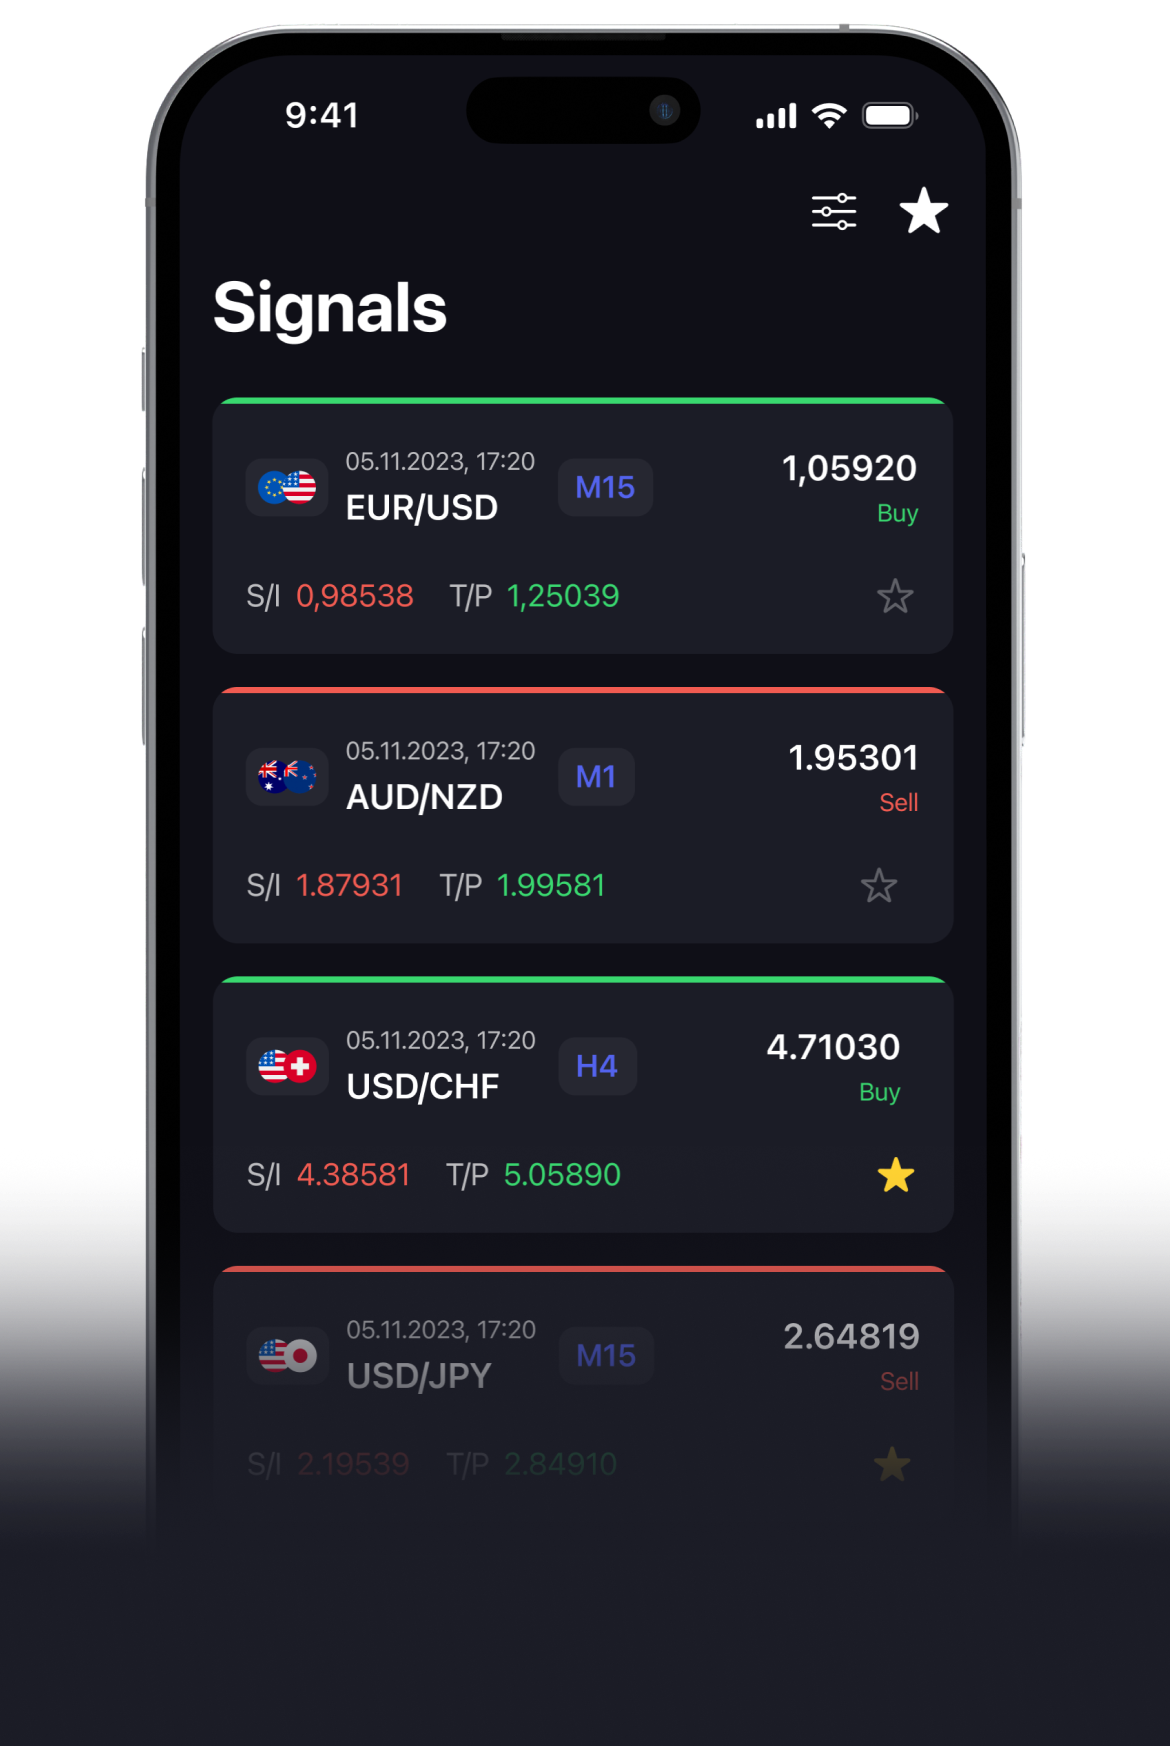 9:41
Signals
05.11.2023, 17:20
EUR/USD
M15
1,05920
Buy
S/I 0,98538 T/P 1,25039
05.11.2023, 17:20
AUD/NZD
M1
1.95301
Sell
S/I 1.87931 T/P 1.99581
05.11.2023, 17:20
USD/CHF
H4
4.71030
Buy
S/I 4.38581 T/P 5.05890
05.11.2023, 17:20
USD/JPY
M15
2.64819
Sell
S/I 2.19539 T/P 2.84910